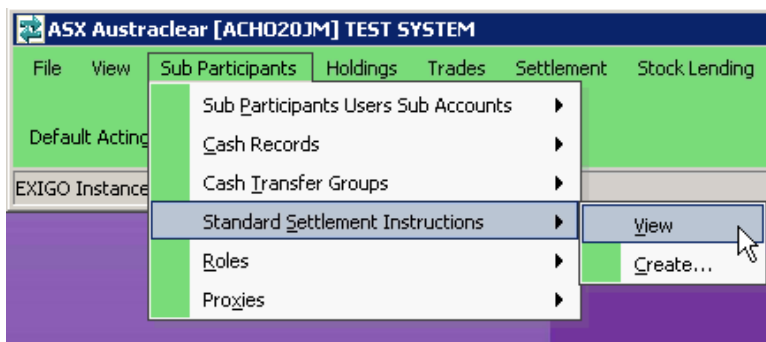 ASX Austraclear [ACHO20JM] TEST SYSTEM
File View Sub Participants Holdings Trades Settlement Stock Lending
Sub Participants Users Sub Accounts
Default Acting
Cash Records
EXIGO Instance
Cash Transfer Groups
Standard Settlement Instructions
View
Roles
Create...
Proxies